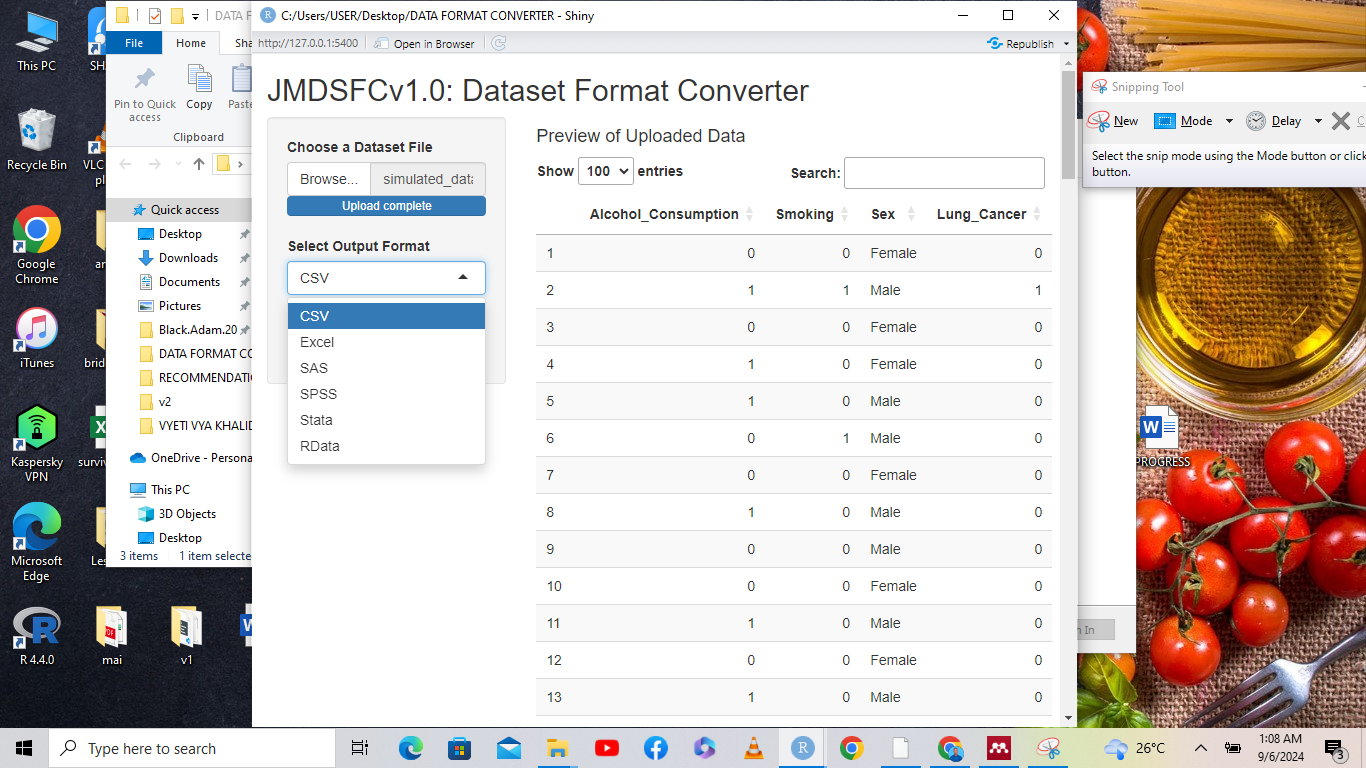 This PC
Recycle Bin
Google
Chrome
iTunes
Kaspersky
VPN
Microsoft
Edge
R 4.4.0
mai
v1
VLC
File
Home
Pin to Quick
access
Copy
Paste
Clipboard
Quick access
Desktop
Downloads
Documents
Pictures
Black.Adam.20
DATA FORMAT CO
v2
VYETI VYA KHALID
OneDrive - Persona
This PC
3D Objects
Desktop
3 items
1 item selecte
C:/Users/USER/Desktop/DATA FORMAT CONVERTER - Shiny
http://127.0.0.1:5400
Open in Browser
Republish
JMDSFCv1.0: Dataset Format Converter
Choose a Dataset File
Browse... simulated_data
Upload complete
Select Output Format
CSV
CSV
Excel
SAS
SPSS
Stata
RData
Preview of Uploaded Data
Show 100 entries
Search:
Alcohol_Consumption Smoking Sex Lung_Cancer
1 0 0 Female 0
2 1 1 Male 1
3 0 0 Female 0
4 1 0 Female 0
5 1 0 Male 0
6 0 1 Male 0
7 0 0 Female 0
8 1 0 Male 0
9 0 0 Male 0
10 0 0 Female 0
11 1 0 Male 0
12 0 0 Female 0
13 1 0 Male 0
Snipping Tool
New Mode Delay
Select the snip mode using the Mode button or click
button.
PROGRESS
Type here to search
26°C
1:08 AM
9/6/2024
3